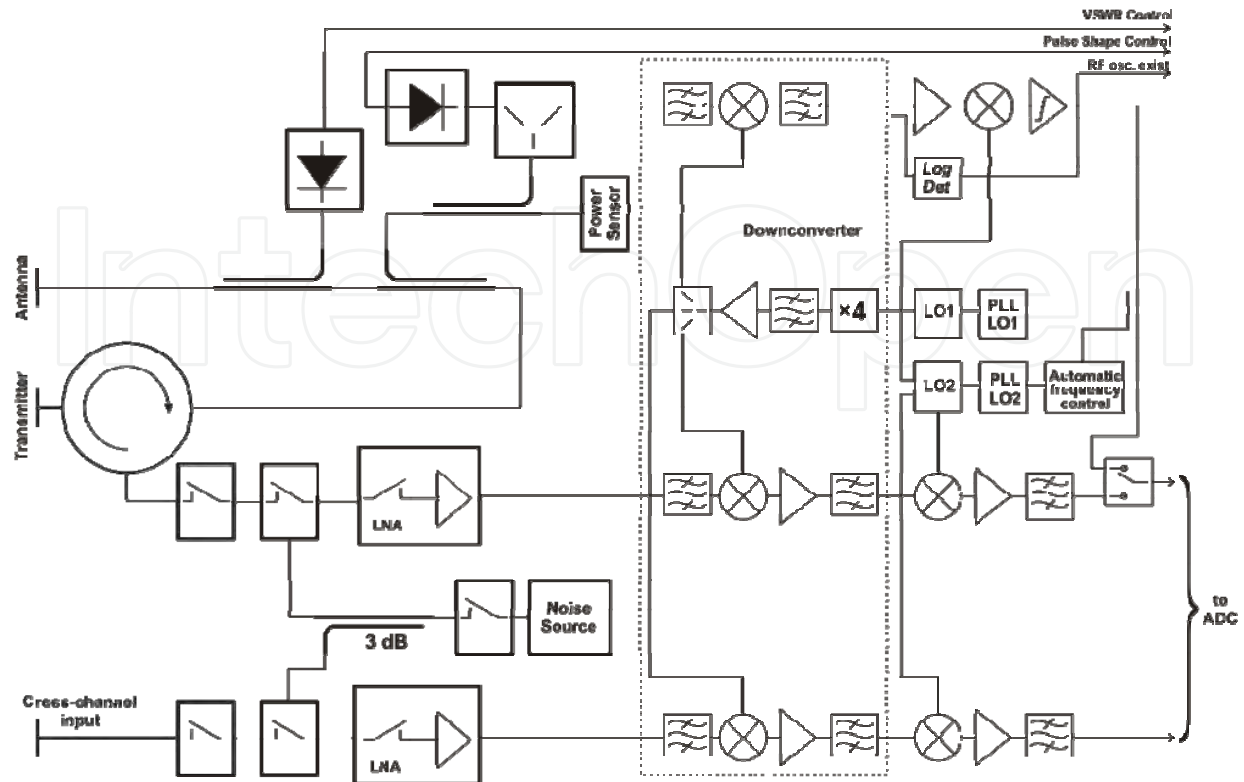 VSWR Control
Pulse Shape Control
RF osc. exist
Log
Det
Power
Sensor
Downconverter
IntechOpen
Antenna
×4
LO1
PLL
LO1
Transmitter
LO2
PLL
LO2
Automatic
frequency
control
LNA
Noise
Source
3 dB
to
ADC
Cross-channel
input
LNA